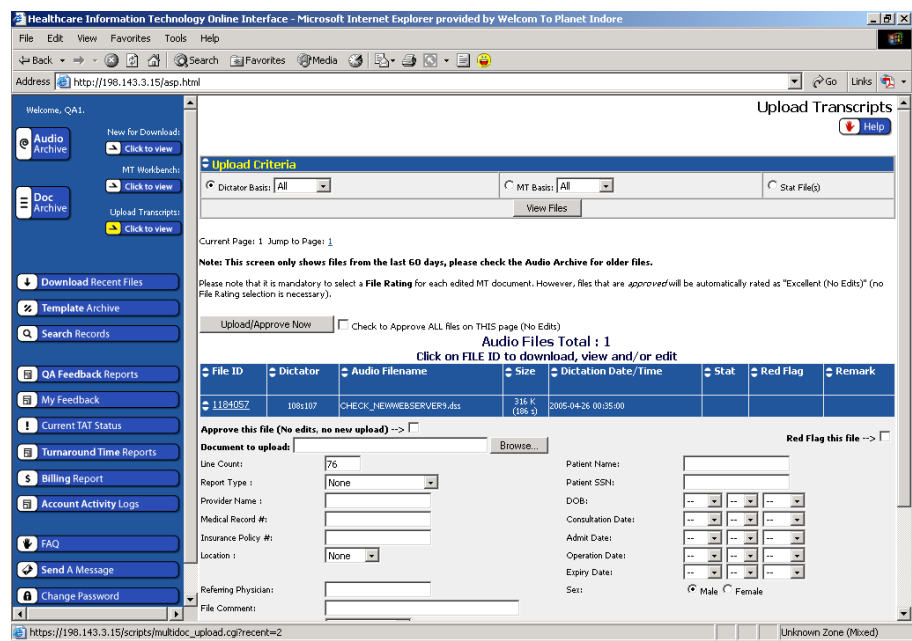 Healthcare Information Technology Online Interface - Microsoft Internet Explorer provided by Welcom To Planet Indore
File Edit View Favorites Tools Help
Back Search Favorites Media
Address http://198.143.3.15/asp.html Go Links
Welcome, QA1.
Audio Archive
New for Download:
Click to view
MT Workbench:
Click to view
Doc Archive
Upload Transcripts:
Click to view
Download Recent Files
Template Archive
Search Records
QA Feedback Reports
My Feedback
Current TAT Status
Turnaround Time Reports
Billing Report
Account Activity Logs
FAQ
Send A Message
Change Password
Upload Transcripts
Help
Upload Criteria
Dictator Basis: All MT Basis: All Stat File(s)
View Files
Current Page: 1 Jump to Page: 1
Note: This screen only shows files from the last 60 days, please check the Audio Archive for older files.
Please note that it is mandatory to select a File Rating for each edited MT document. However, files that are approved will be automatically rated as "Excellent (No Edits)" (no
File Rating selection is necessary).
Upload/Approve Now Check to Approve ALL files on THIS page (No Edits)
Audio Files Total : 1
Click on FILE ID to download, view and/or edit
File ID Dictator Audio Filename Size Dictation Date/Time Stat Red Flag Remark
1184057 108s107 CHECK_NEWWEBSERVER9.dss 316 K (186 s) 2005-04-26 00:35:00
Approve this file (No edits, no new upload) -->
Red Flag this file -->
Document to upload: Browse...
Line Count: 76 Patient Name:
Report Type : None Patient SSN:
Provider Name : DOB: -- -- --
Medical Record #: Consultation Date: -- -- --
Insurance Policy #: Admit Date: -- -- --
Location : None Operation Date: -- -- --
Expiry Date: -- -- --
Referring Physician: Sex: Male Female
File Comment:
https://198.143.3.15/scripts/multidoc_upload.cgi?recent=2 Unknown Zone (Mixed)